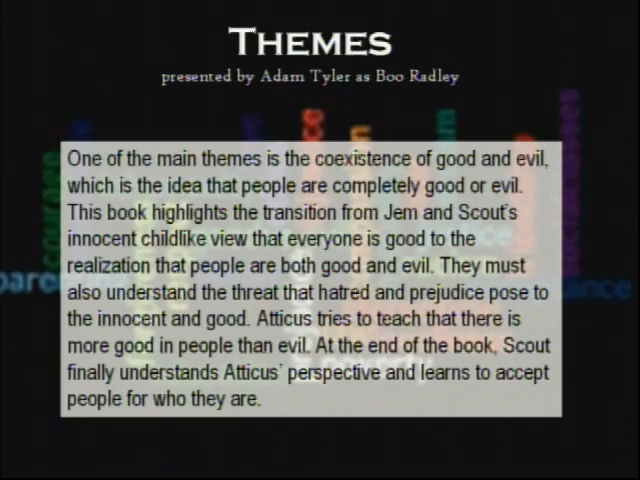 THEMES
presented by Adam Tyler as Boo Radley
One of the main themes is the coexistence of good and evil,
which is the idea that people are completely good or evil.
This book highlights the transition from Jem and Scout's
innocent childlike view that everyone is good to the
realization that people are both good and evil. They must
also understand the threat that hatred and prejudice pose to
the innocent and good. Atticus tries to teach that there is
more good in people than evil. At the end of the book, Scout
finally understands Atticus' perspective and learns to accept
people for who they are.